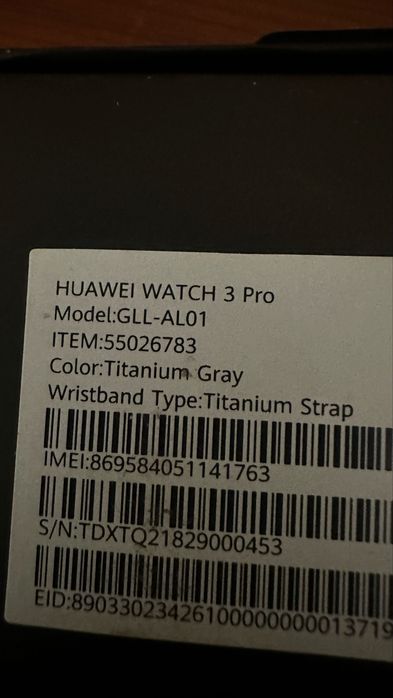 HUAWEI WATCH 3 Pro
Model:GLL-AL01
ITEM:55026783
Color:Titanium Gray
Wristband Type:Titanium Strap
IMEI:869584051141763
S/N:TDXTQ21829000453
EID:89033023426100000000013719